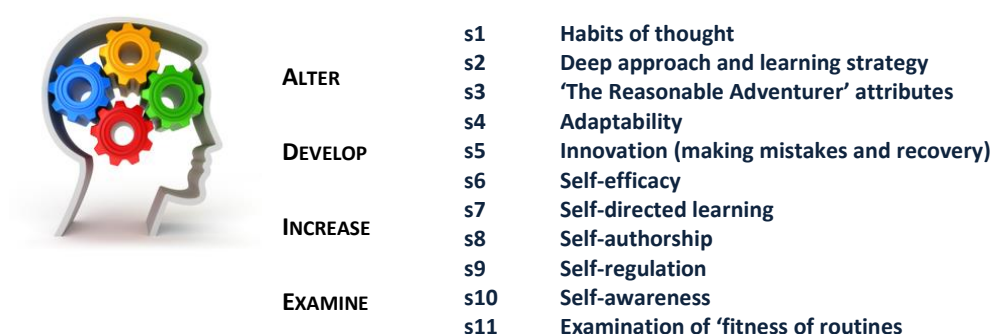 s1 Habits of thought
ALTER s2 Deep approach and learning strategy
s3 ‘The Reasonable Adventurer’ attributes
s4 Adaptability
DEVELOP s5 Innovation (making mistakes and recovery)
s6 Self-efficacy
INCREASE s7 Self-directed learning
s8 Self-authorship
s9 Self-regulation
EXAMINE s10 Self-awareness
s11 Examination of ‘fitness of routines